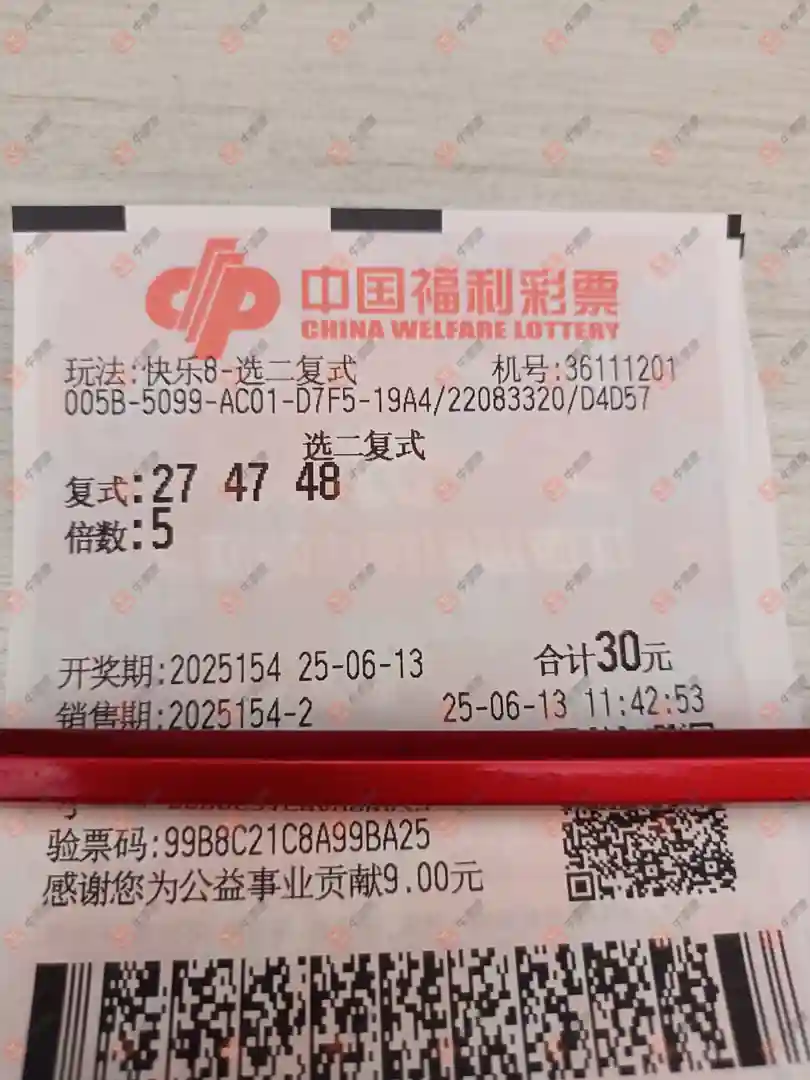 中国福利彩票
CHINA WELFARE LOTTERY
玩法:快乐8-选二复式 机号:36111201
005B-5099-AC01-D7F5-19A4/22083320/D4D57
选二复式
复式:27 47 48
倍数:5
开奖期:2025154 25-06-13 合计30元
销售期:2025154-2 25-06-13 11:42:53
验票码:99B8C21C8A99BA25
感谢您为公益事业贡献9.00元